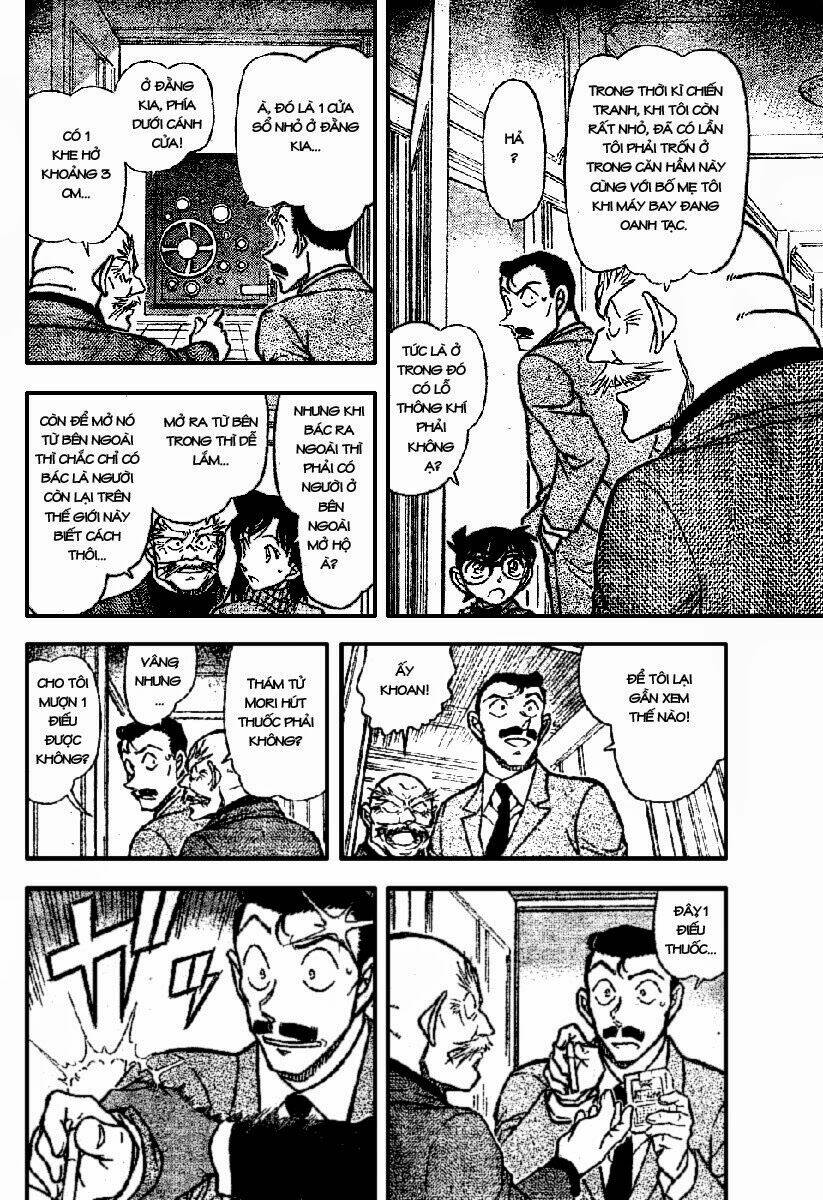 TRONG THỜI KÌ CHIẾN
TRANH, KHI TÔI CÒN
RẤT NHỎ, ĐÃ CÓ LẦN
TÔI PHẢI TRỐN Ở
TRONG CĂN HẦM NÀY
CÙNG VỚI BỐ MẸ TÔI
KHI MÁY BAY ĐANG
OANH TẠC.
HẢ
?
TỨC LÀ Ở
TRONG ĐÓ
CÓ LỖ
THÔNG KHÍ
PHẢI
KHÔNG
Ạ?
À, ĐÓ LÀ 1 CỬA
SỔ NHỎ Ở ĐẰNG
KIA...
Ở ĐẰNG
KIA, PHÍA
DƯỚI CÁNH
CỬA!
CÓ 1
KHE HỞ
KHOẢNG 3
CM...
NHƯNG KHI
BÁC RA
NGOÀI THÌ
PHẢI CÓ
NGƯỜI Ở
BÊN
NGOÀI
MỞ HỘ
À?
MỞ RA TỪ BÊN
TRONG THÌ DỄ
LẮM...
CÒN ĐỂ MỞ NÓ
TỪ BÊN NGOÀI
THÌ CHẮC CHỈ CÓ
BÁC LÀ NGƯỜI
CÒN LẠI TRÊN
THẾ GIỚI NÀY
BIẾT CÁCH
THÔI...
ĐỂ TÔI LẠI
GẦN XEM
THẾ NÀO!
ẤY
KHOAN!
THÁM TỬ
MORI HÚT
THUỐC PHẢI
KHÔNG?
VÂNG
NHƯNG
...
CHO TÔI
MƯỢN 1
ĐIẾU
ĐƯỢC
KHÔNG?
ĐÂY 1
ĐIẾU
THUỐC...
ガッ